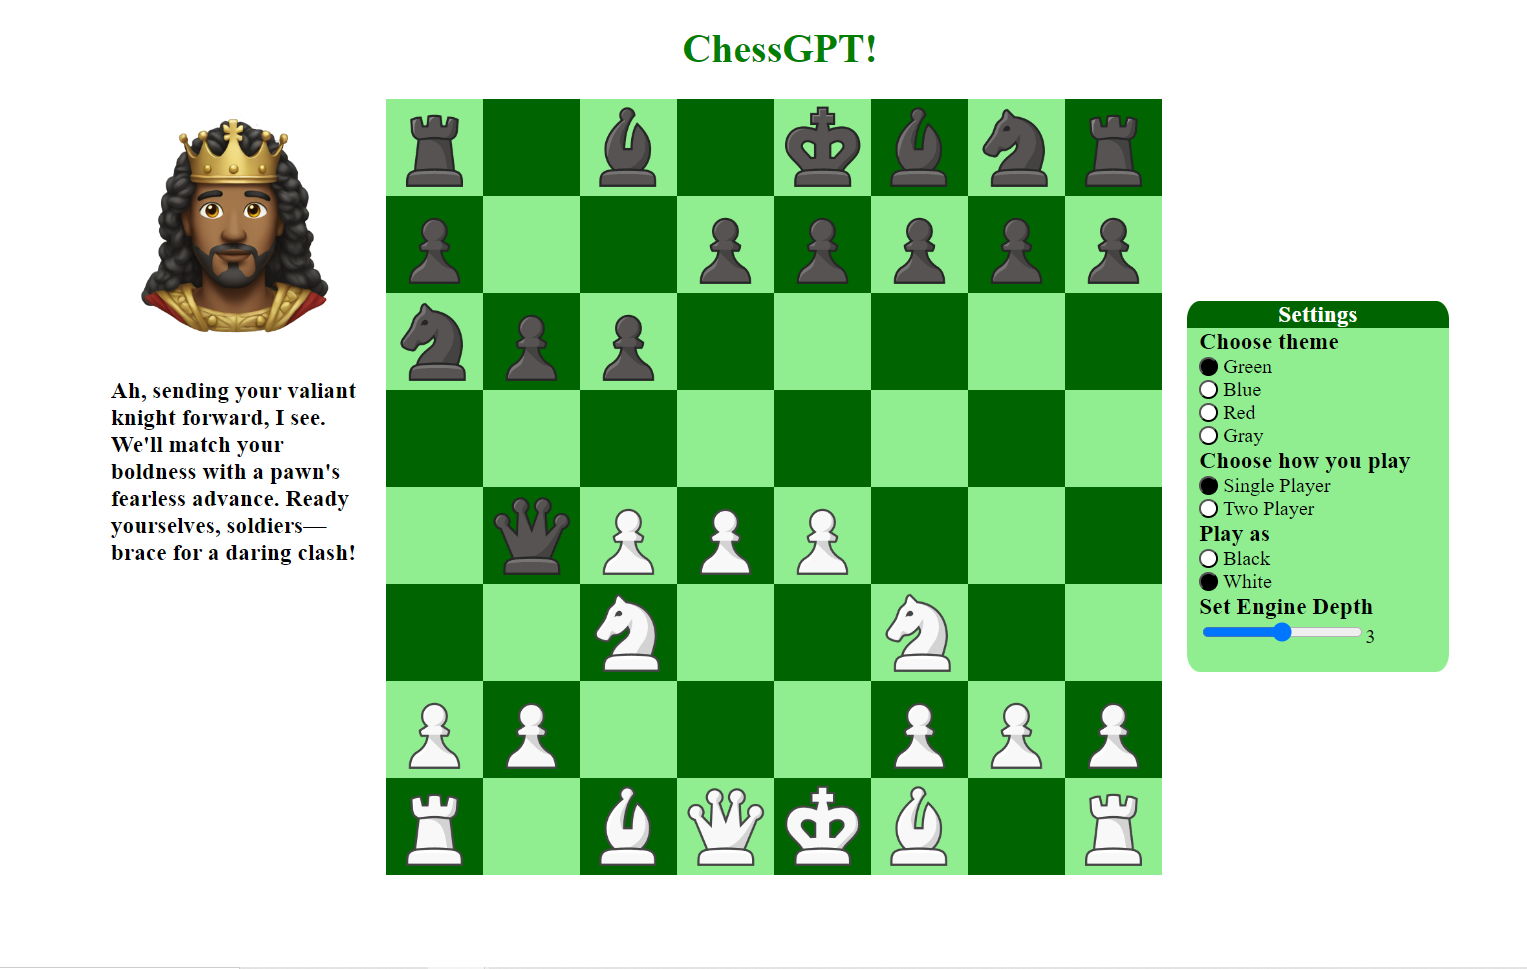 ChessGPT!
Ah, sending your valiant
knight forward, I see.
We'll match your
boldness with a pawn's
fearless advance. Ready
yourselves, soldiers—
brace for a daring clash!
Settings
Choose theme
Green
Blue
Red
Gray
Choose how you play
Single Player
Two Player
Play as
Black
White
Set Engine Depth
3